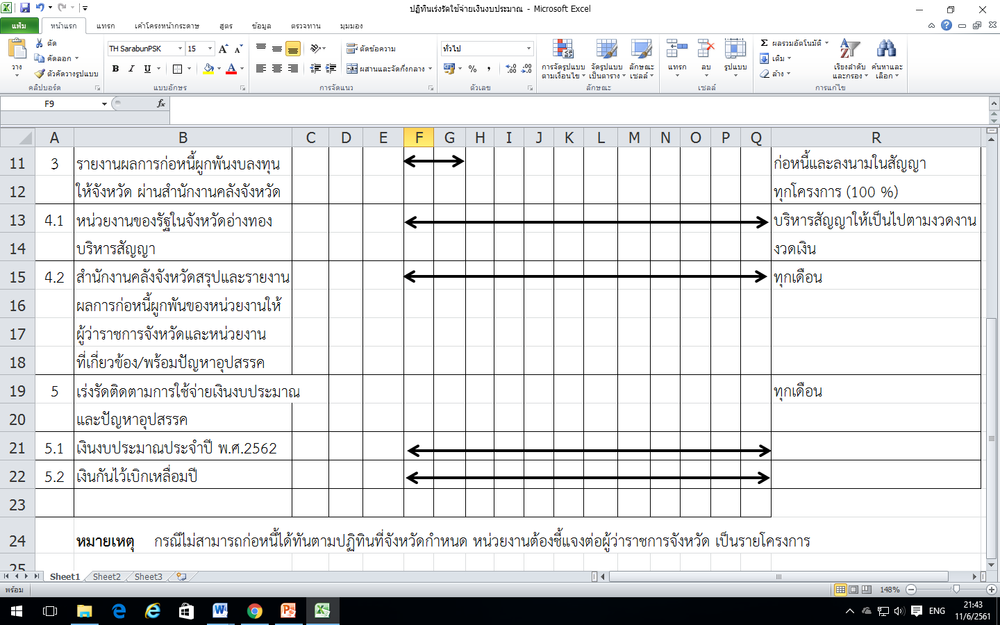 ปฏิทินเร่งรัดใช้จ่ายเงินงบประมาณ - Microsoft Excel
แฟ้ม หน้าแรก แทรก เค้าโครงหน้ากระดาษ สูตร ข้อมูล ตรวจทาน มุมมอง
ตัด TH SarabunPSK 15 ตัดข้อความ ทั่วไป ผลรวมอัตโนมัติ
วาง คัดลอก การจัดรูปแบบ จัดรูปแบบ ลักษณะ แทรก ลบ รูปแบบ เติม เรียงลำดับ ค้นหาและ
ตัวคัดวางรูปแบบ B I U A ผสานและจัดกึ่งกลาง % , ตามเงื่อนไข เป็นตาราง เซลล์ ล้าง และกรอง เลือก
คลิปบอร์ด แบบอักษร การจัดแนว ตัวเลข ลักษณะ เซลล์ การแก้ไข
F9 fx
A B C D E F G H I J K L M N O P Q R
11 3 รายงานผลการก่อหนี้ผูกพันงบลงทุน ก่อหนี้และลงนามในสัญญา
12 ให้จังหวัด ผ่านสำนักงานคลังจังหวัด ทุกโครงการ (100 %)
13 4.1 หน่วยงานของรัฐในจังหวัดอ่างทอง บริหารสัญญาให้เป็นไปตามงวดงาน
14 บริหารสัญญา งวดเงิน
15 4.2 สำนักงานคลังจังหวัดสรุปและรายงาน ทุกเดือน
16 ผลการก่อหนี้ผูกพันของหน่วยงานให้
17 ผู้ว่าราชการจังหวัดและหน่วยงาน
18 ที่เกี่ยวข้อง/พร้อมปัญหาอุปสรรค
19 5 เร่งรัดติดตามการใช้จ่ายเงินงบประมาณ ทุกเดือน
20 และปัญหาอุปสรรค
21 5.1 เงินงบประมาณประจำปี พ.ศ.2562
22 5.2 เงินกันไว้เบิกเหลื่อมปี
23
24 หมายเหตุ กรณีไม่สามารถก่อหนี้ได้ทันตามปฏิทินที่จังหวัดกำหนด หน่วยงานต้องชี้แจงต่อผู้ว่าราชการจังหวัด เป็นรายโครงการ
25
Sheet1 Sheet2 Sheet3
พร้อม 148%
ENG 21:43
11/6/2561